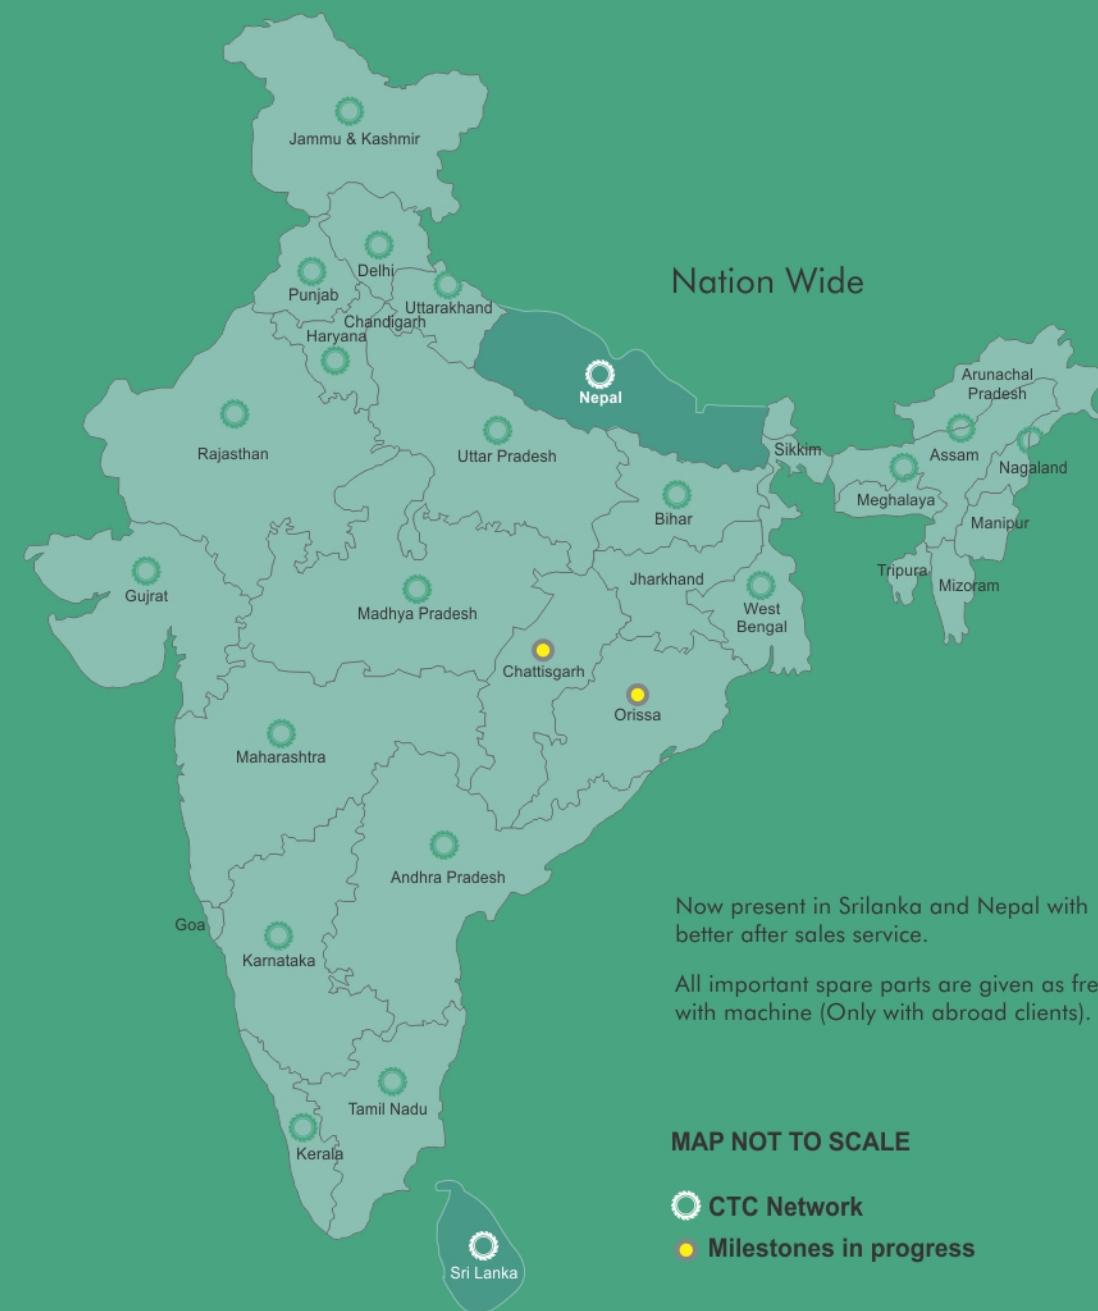 Jammu & Kashmir
Delhi
Punjab
Nation Wide
Uttarakhand
Chandigarh
Haryana
Arunachal
Pradesh
Nepal
Rajasthan
Uttar Pradesh
Sikkim
Assam
Nagaland
Meghalaya
Bihar
Manipur
Tripura
Jharkhand
Mizoram
Gujrat
Madhya Pradesh
West
Bengal
Chattisgarh
Orissa
Maharashtra
Andhra Pradesh
Goa
Karnataka
Now present in Srilanka and Nepal with
better after sales service.
All important spare parts are given as fre
with machine (Only with abroad clients).
Tamil Nadu
Kerala
MAP NOT TO SCALE
CTC Network
Milestones in progress
Sri Lanka